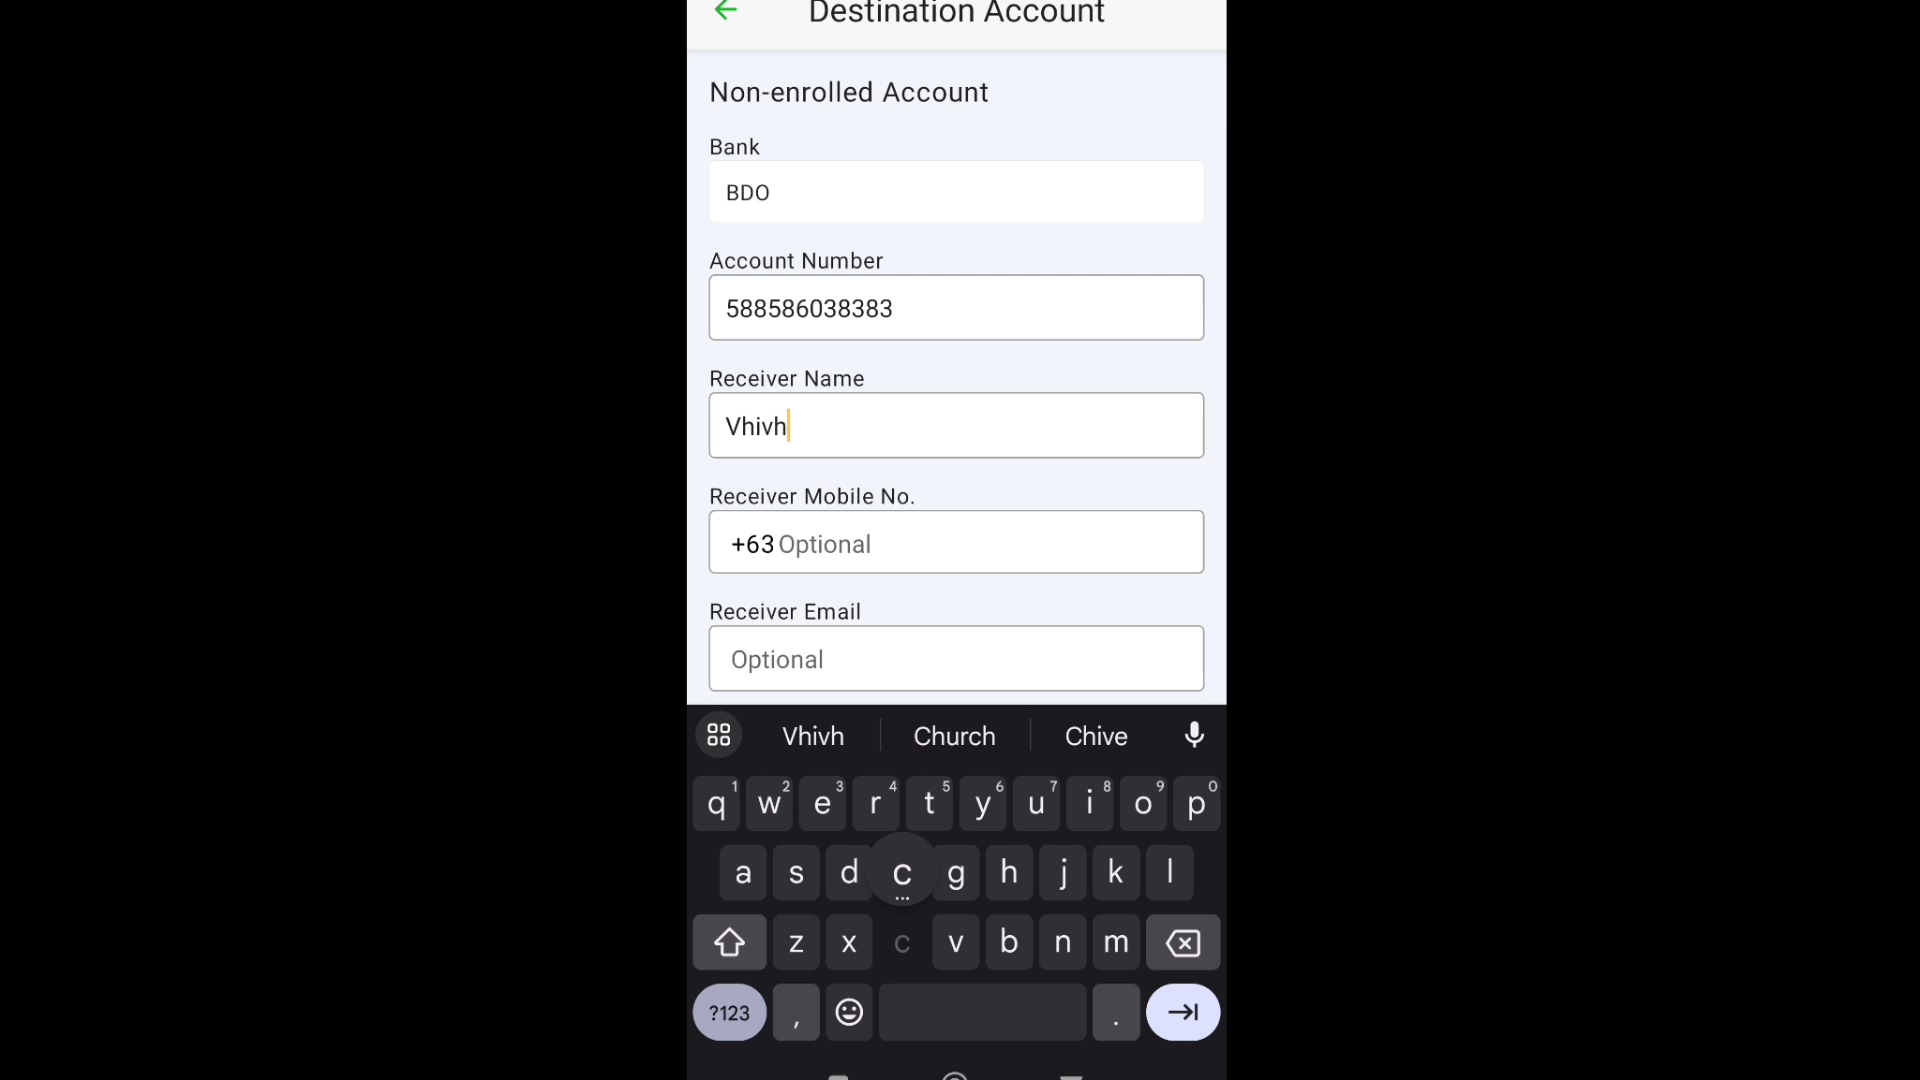 Destination Account
Non-enrolled Account
Bank
BDO
Account Number
588586038383
Receiver Name
Vhivh
Receiver Mobile No.
+63 Optional
Receiver Email
Optional
Vhivh Church Chive
q1 w2 e3 r4 t5 y6 u7 i8 o9 p0
a s d c g h j k l
...
z x c v b n m
?123 , .